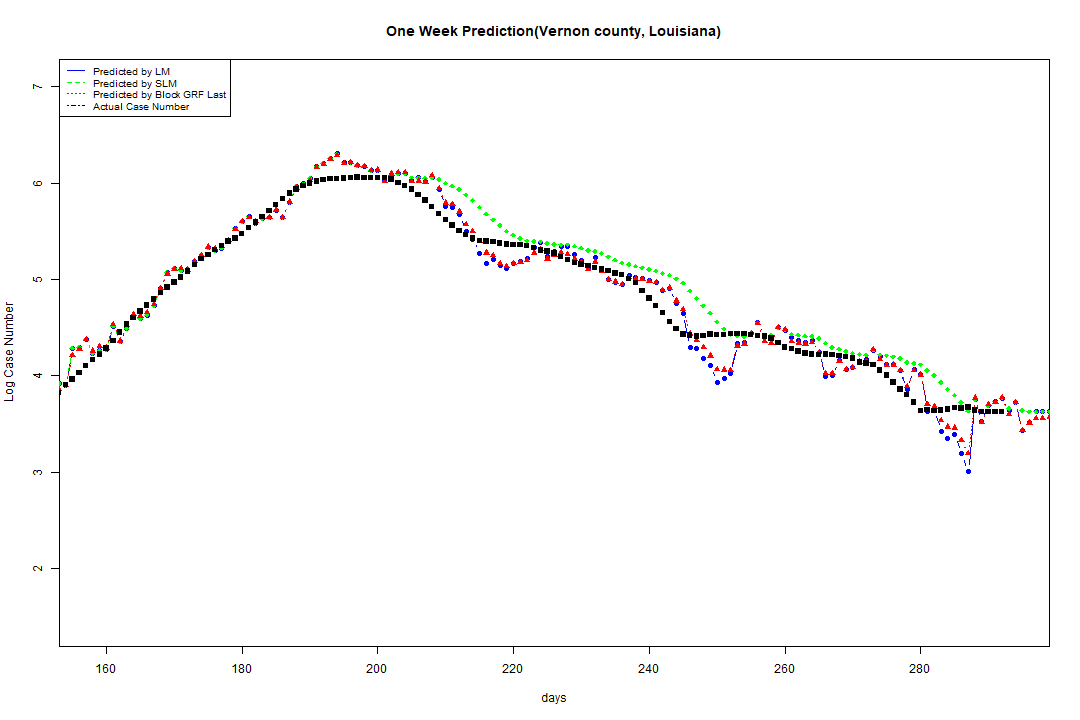 One Week Prediction(Vernon county, Louisiana)
Predicted by LM
Predicted by SLM
Predicted by Block GRF Last
Actual Case Number
7
6
5
4
3
2
Log Case Number
160 180 200 220 240 260 280
days